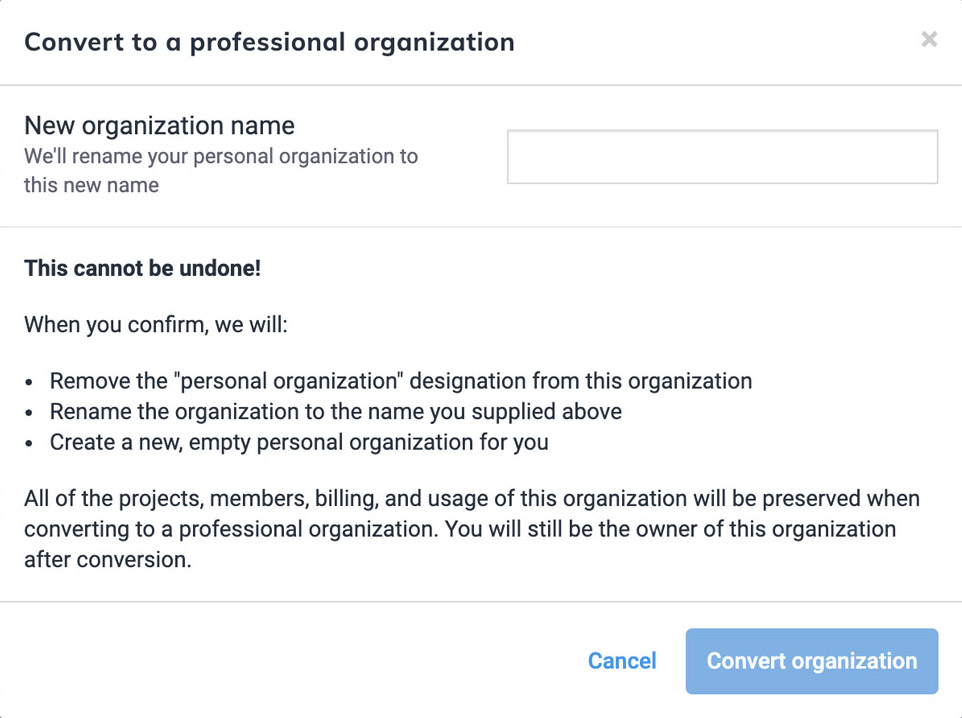 Convert to a professional organization
×
New organization name
We'll rename your personal organization to
this new name
This cannot be undone!
When you confirm, we will:
• Remove the "personal organization" designation from this organization
• Rename the organization to the name you supplied above
• Create a new, empty personal organization for you
All of the projects, members, billing, and usage of this organization will be preserved when
converting to a professional organization. You will still be the owner of this organization
after conversion.
Cancel
Convert organization